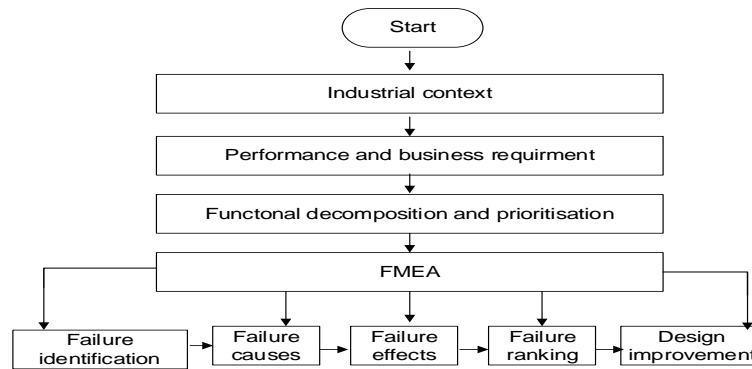 Start
Industrial context
Performance and business requirment
Functonal decomposition and prioritisation
FMEA
Failure
identification
Failure
causes
Failure
effects
Failure
ranking
Design
improvement